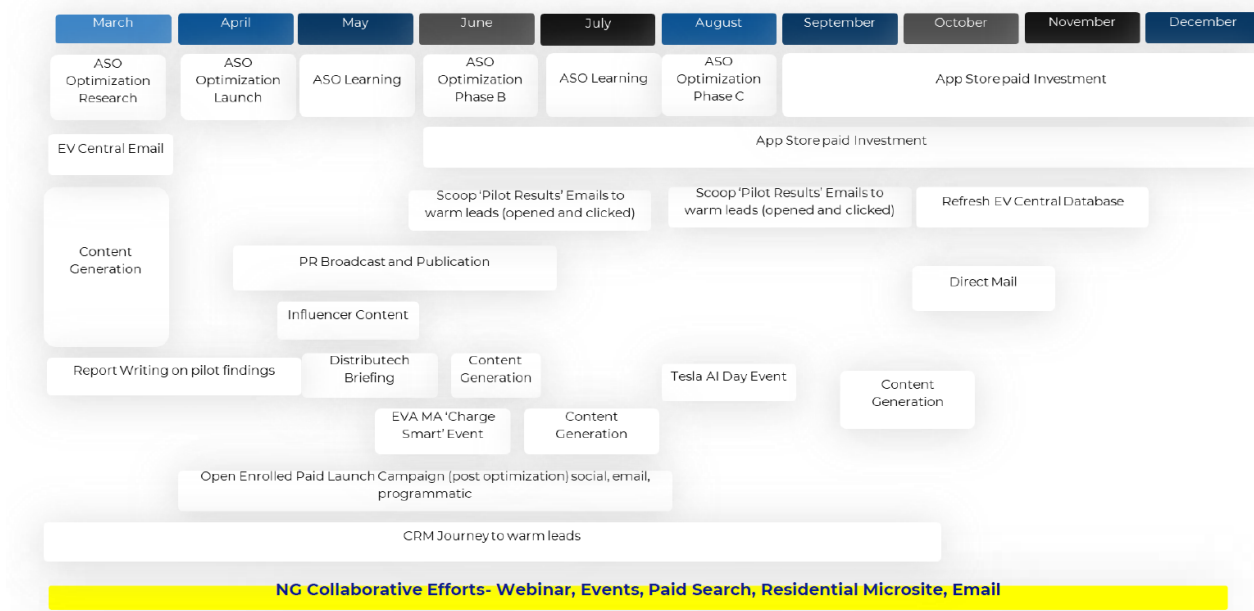 March April May June July August September October November December
ASO
Optimization
Research
ASO
Optimization
Launch
ASO Learning
ASO
Optimization
Phase B
ASO Learning
ASO
Optimization
Phase C
App Store paid Investment
EV Central Email
App Store paid Investment
Content
Generation
Scoop ‘Pilot Results’ Emails to
warm leads (opened and clicked)
Scoop ‘Pilot Results’ Emails to
warm leads (opened and clicked)
Refresh EV Central Database
PR Broadcast and Publication
Direct Mail
Influencer Content
Report Writing on pilot findings
Distributech
Briefing
Content
Generation
Tesla AI Day Event
Content
Generation
EVA MA ‘Charge
Smart’ Event
Content
Generation
Open Enrolled Paid Launch Campaign (post optimization) social, email,
programmatic
CRM Journey to warm leads
NG Collaborative Efforts- Webinar, Events, Paid Search, Residential Microsite, Email